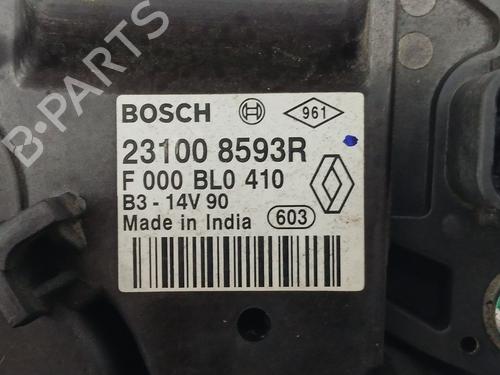 BOSCH 961
23100 8593R
F 000 BL0 410
B3 - 14V 90
Made in India 603
B-PARTS